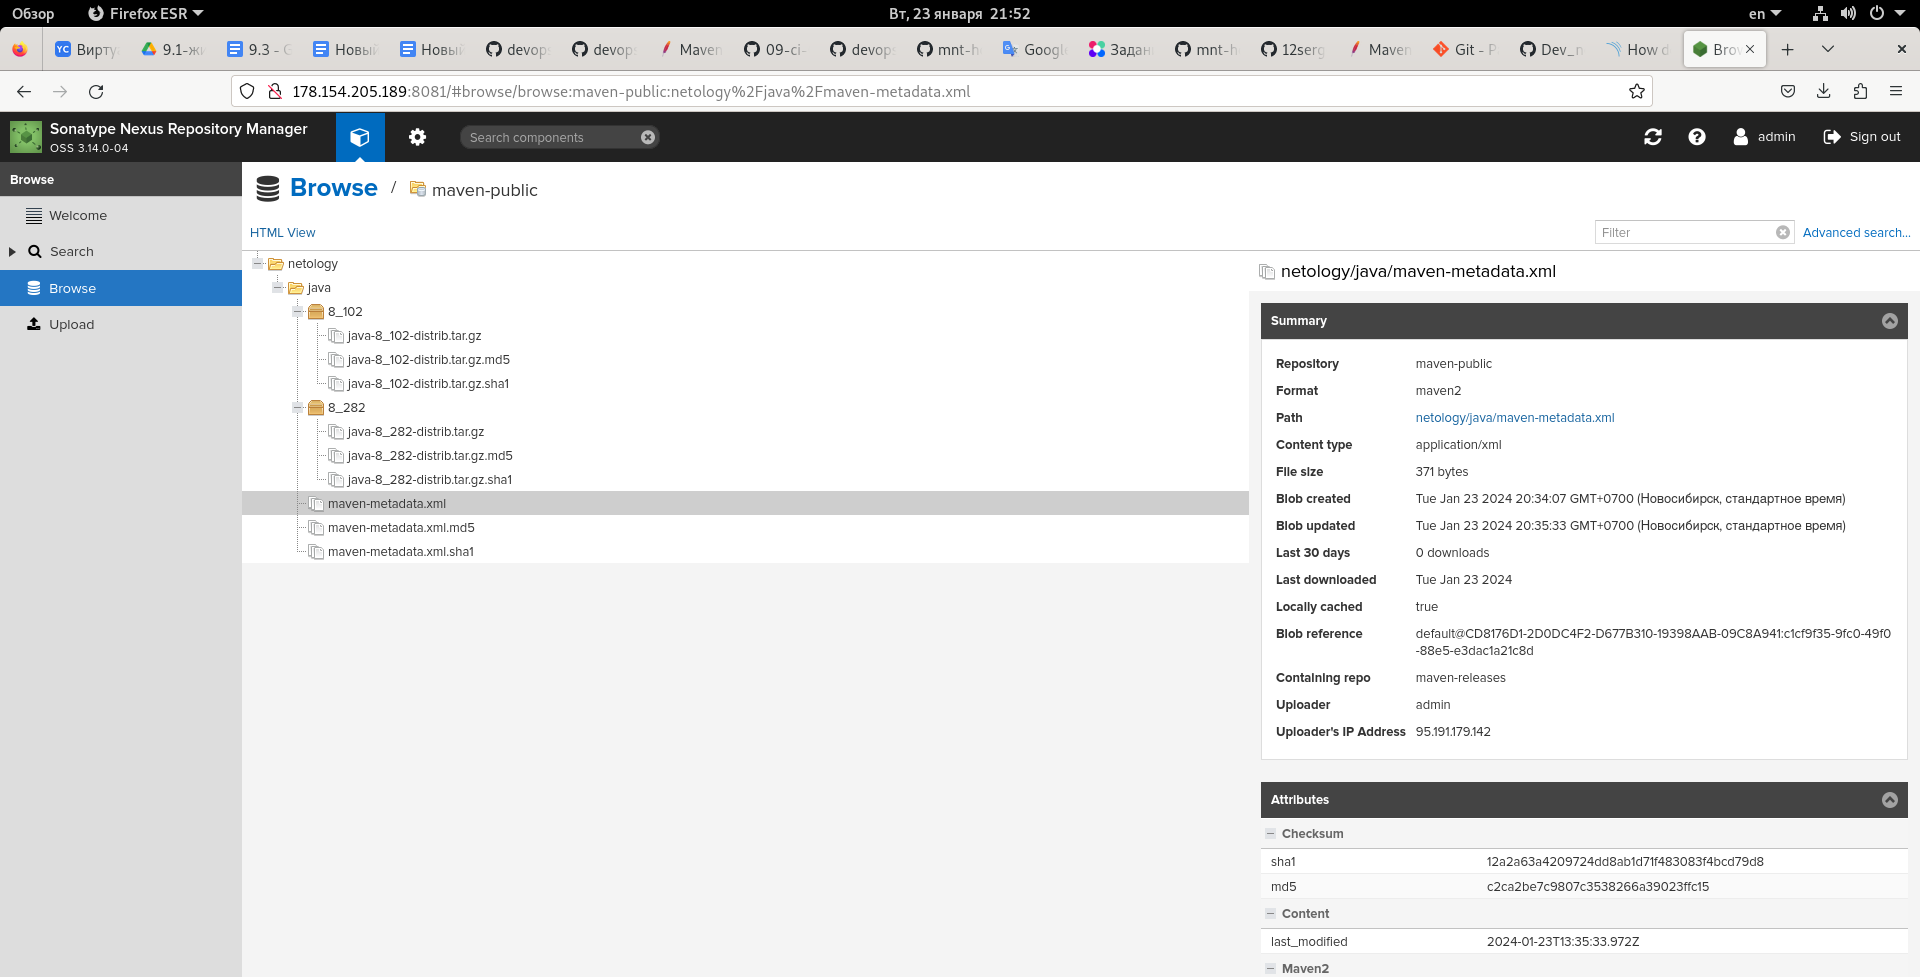 Обзор Firefox ESR Вт, 23 января 21:52 en
Вирту 9.1-жи 9.3 - G Новый Новый devops devops Maven 09-ci- devops mnt-h Google Задан mnt-h 12serg Maven Git - P Dev_n How d Bro
178.154.205.189:8081/#browse/browse:maven-public:netology%2Fjava%2Fmaven-metadata.xml
Sonatype Nexus Repository Manager
OSS 3.14.0-04
Search components
admin Sign out
Browse
Welcome
Search
Browse
Upload
Browse / maven-public
HTML View
Filter
Advanced search...
netology
java
8_102
java-8_102-distrib.tar.gz
java-8_102-distrib.tar.gz.md5
java-8_102-distrib.tar.gz.sha1
8_282
java-8_282-distrib.tar.gz
java-8_282-distrib.tar.gz.md5
java-8_282-distrib.tar.gz.sha1
maven-metadata.xml
maven-metadata.xml.md5
maven-metadata.xml.sha1
netology/java/maven-metadata.xml
Summary
Repository maven-public
Format maven2
Path netology/java/maven-metadata.xml
Content type application/xml
File size 371 bytes
Blob created Tue Jan 23 2024 20:34:07 GMT+0700 (Новосибирск, стандартное время)
Blob updated Tue Jan 23 2024 20:35:33 GMT+0700 (Новосибирск, стандартное время)
Last 30 days 0 downloads
Last downloaded Tue Jan 23 2024
Locally cached true
Blob reference default@CD8176D1-2D0DC4F2-D677B310-19398AAB-09C8A941:c1cf9f35-9fc0-49f0
-88e5-e3dac1a21c8d
Containing repo maven-releases
Uploader admin
Uploader's IP Address 95.191.179.142
Attributes
Checksum
sha1 12a2a63a4209724dd8ab1d71f483083f4bcd79d8
md5 c2ca2be7c9807c3538266a39023ffc15
Content
last_modified 2024-01-23T13:35:33.972Z
Maven2